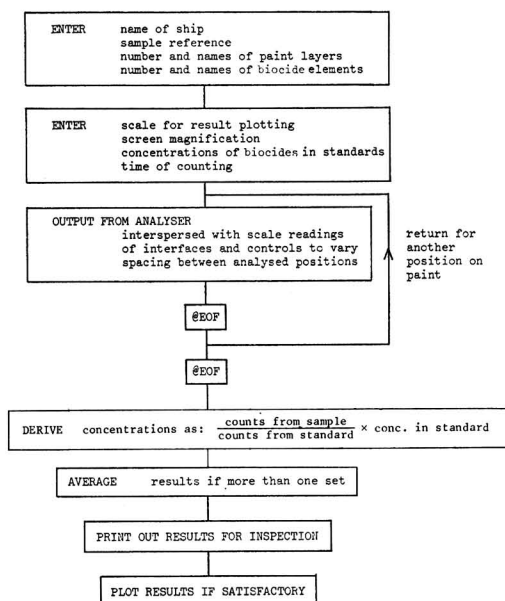 ENTER name of ship
sample reference
number and names of paint layers
number and names of biocide elements
ENTER scale for result plotting
screen magnification
concentrations of biocides in standards
time of counting
OUTPUT FROM ANALYSER
interspersed with scale readings
of interfaces and controls to vary
spacing between analysed positions
return for
another
position on
paint
@EOF
@EOF
DERIVE concentrations as: counts from sample / counts from standard × conc. in standard
AVERAGE results if more than one set
PRINT OUT RESULTS FOR INSPECTION
PLOT RESULTS IF SATISFACTORY